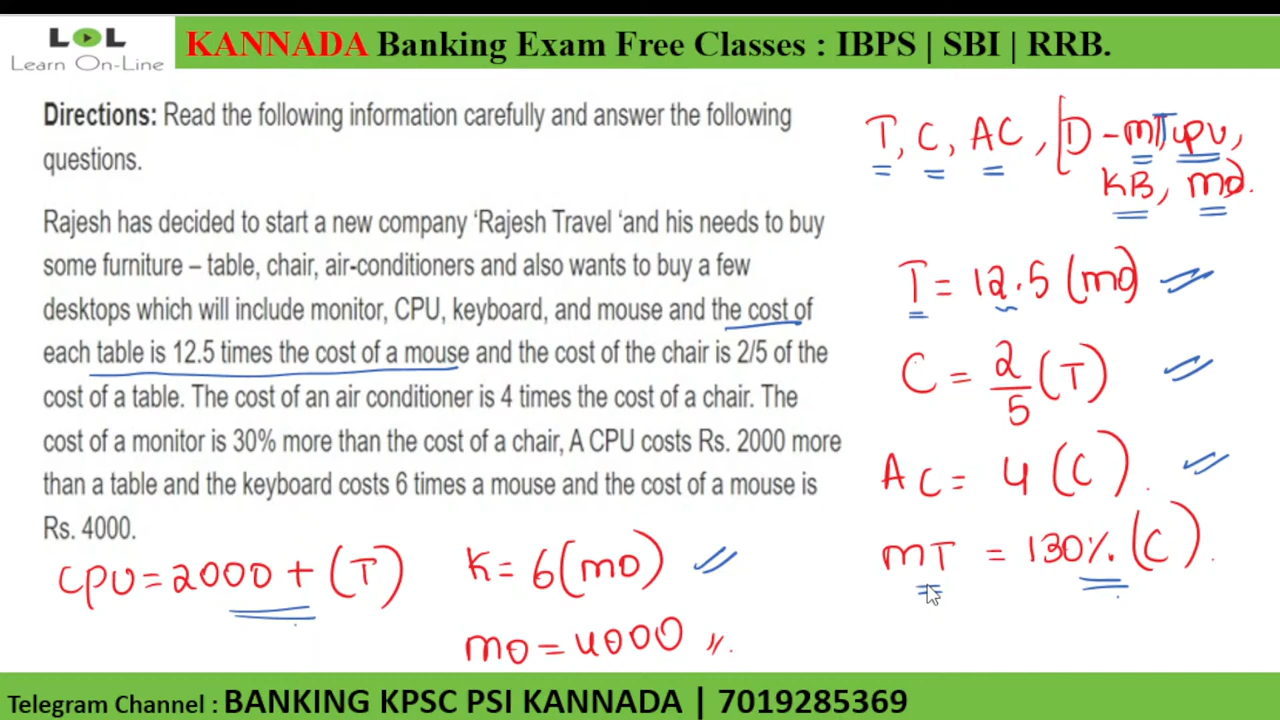 LOL
Learn On-Line
KANNADA Banking Exam Free Classes : IBPS | SBI | RRB.
Directions: Read the following information carefully and answer the following
questions.
Rajesh has decided to start a new company ‘Rajesh Travel ‘and his needs to buy
some furniture – table, chair, air-conditioners and also wants to buy a few
desktops which will include monitor, CPU, keyboard, and mouse and the cost of
each table is 12.5 times the cost of a mouse and the cost of the chair is 2/5 of the
cost of a table. The cost of an air conditioner is 4 times the cost of a chair. The
cost of a monitor is 30% more than the cost of a chair, A CPU costs Rs. 2000 more
than a table and the keyboard costs 6 times a mouse and the cost of a mouse is
Rs. 4000.
CPU = 2000 + (T)
K = 6(mo)
mo = 4000
T, C, AC, [D - mT, CPU,
KB, mo.
T = 12.5 (mo)
C = 2/5 (T)
AC = 4 (C).
mT = 130% (C).
Telegram Channel : BANKING KPSC PSI KANNADA | 7019285369